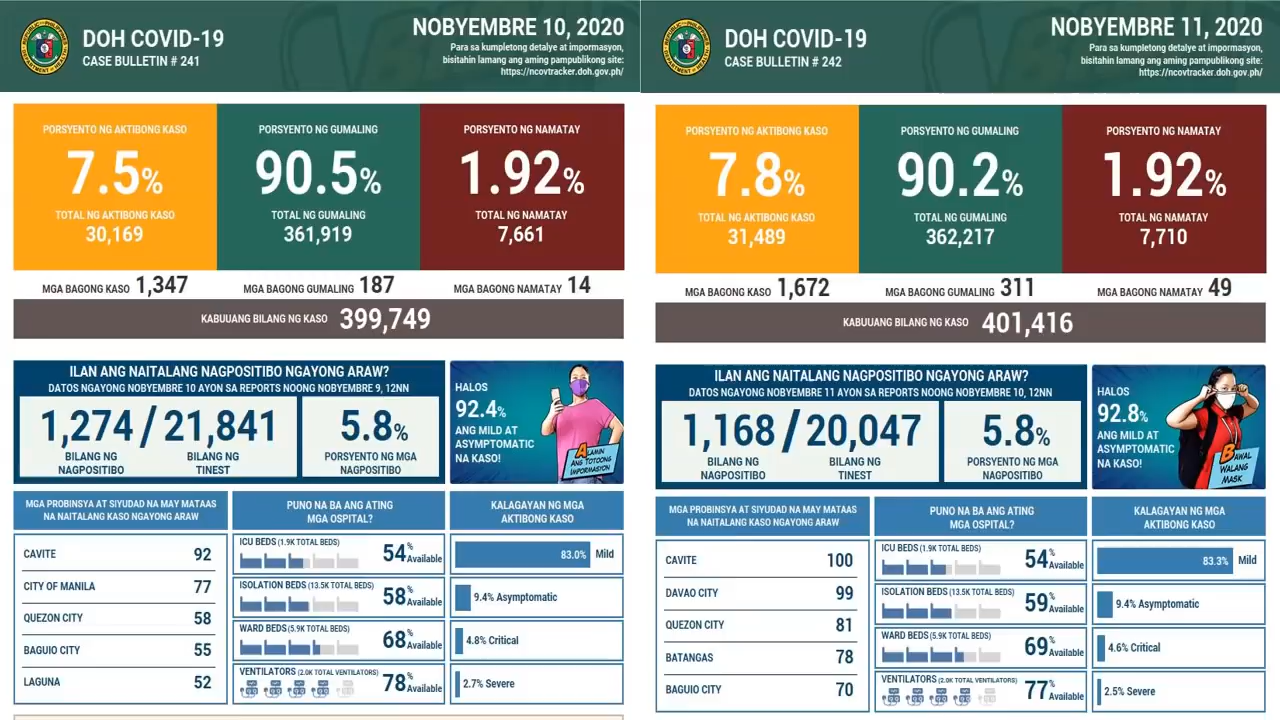 DOH COVID-19
CASE BULLETIN # 241
NOBYEMBRE 10, 2020
Para sa kumpletong detalye at impormasyon,
bisitahin lamang ang aming pampublikong site:
https://ncovtracker.doh.gov.ph/
PORSYENTO NG AKTIBONG KASO
7.5%
TOTAL NG AKTIBONG KASO
30,169
PORSYENTO NG GUMALING
90.5%
TOTAL NG GUMALING
361,919
PORSYENTO NG NAMATAY
1.92%
TOTAL NG NAMATAY
7,661
MGA BAGONG KASO 1,347
MGA BAGONG GUMALING 187
MGA BAGONG NAMATAY 14
KABUUANG BILANG NG KASO 399,749
ILAN ANG NAITALANG NAGPOSITIBO NGAYONG ARAW?
DATOS NGAYONG NOBYEMBRE 10 AYON SA REPORTS NOONG NOBYEMBRE 9, 12NN
1,274 / 21,841
BILANG NG NAGPOSITIBO
BILANG NG TINEST
5.8%
PORSYENTO NG MGA NAGPOSITIBO
HALOS
92.4%
ANG MILD AT
ASYMPTOMATIC
NA KASO!
ALAMIN
ANG TOTOONG
IMPORMASYON
MGA PROBINSYA AT SIYUDAD NA MAY MATAAS
NA NAITALANG KASO NGAYONG ARAW
CAVITE 92
CITY OF MANILA 77
QUEZON CITY 58
BAGUIO CITY 55
LAGUNA 52
PUNO NA BA ANG ATING
MGA OSPITAL?
ICU BEDS (1.9K TOTAL BEDS)
54% Available
ISOLATION BEDS (13.5K TOTAL BEDS)
58% Available
WARD BEDS (5.9K TOTAL BEDS)
68% Available
VENTILATORS (2.0K TOTAL VENTILATORS)
78% Available
KALAGAYAN NG MGA
AKTIBONG KASO
83.0% Mild
9.4% Asymptomatic
4.8% Critical
2.7% Severe
DOH COVID-19
CASE BULLETIN # 242
NOBYEMBRE 11, 2020
Para sa kumpletong detalye at impormasyon,
bisitahin lamang ang aming pampublikong site:
https://ncovtracker.doh.gov.ph/
PORSYENTO NG AKTIBONG KASO
7.8%
TOTAL NG AKTIBONG KASO
31,489
PORSYENTO NG GUMALING
90.2%
TOTAL NG GUMALING
362,217
PORSYENTO NG NAMATAY
1.92%
TOTAL NG NAMATAY
7,710
MGA BAGONG KASO 1,672
MGA BAGONG GUMALING 311
MGA BAGONG NAMATAY 49
KABUUANG BILANG NG KASO 401,416
ILAN ANG NAITALANG NAGPOSITIBO NGAYONG ARAW?
DATOS NGAYONG NOBYEMBRE 11 AYON SA REPORTS NOONG NOBYEMBRE 10, 12NN
1,168 / 20,047
BILANG NG NAGPOSITIBO
BILANG NG TINEST
5.8%
PORSYENTO NG MGA NAGPOSITIBO
HALOS
92.8%
ANG MILD AT
ASYMPTOMATIC
NA KASO!
BAWAL
WALANG
MASK
MGA PROBINSYA AT SIYUDAD NA MAY MATAAS
NA NAITALANG KASO NGAYONG ARAW
CAVITE 100
DAVAO CITY 99
QUEZON CITY 81
BATANGAS 78
BAGUIO CITY 70
PUNO NA BA ANG ATING
MGA OSPITAL?
ICU BEDS (1.9K TOTAL BEDS)
54% Available
ISOLATION BEDS (13.5K TOTAL BEDS)
59% Available
WARD BEDS (5.9K TOTAL BEDS)
69% Available
VENTILATORS (2.0K TOTAL VENTILATORS)
77% Available
KALAGAYAN NG MGA
AKTIBONG KASO
83.3% Mild
9.4% Asymptomatic
4.6% Critical
2.5% Severe